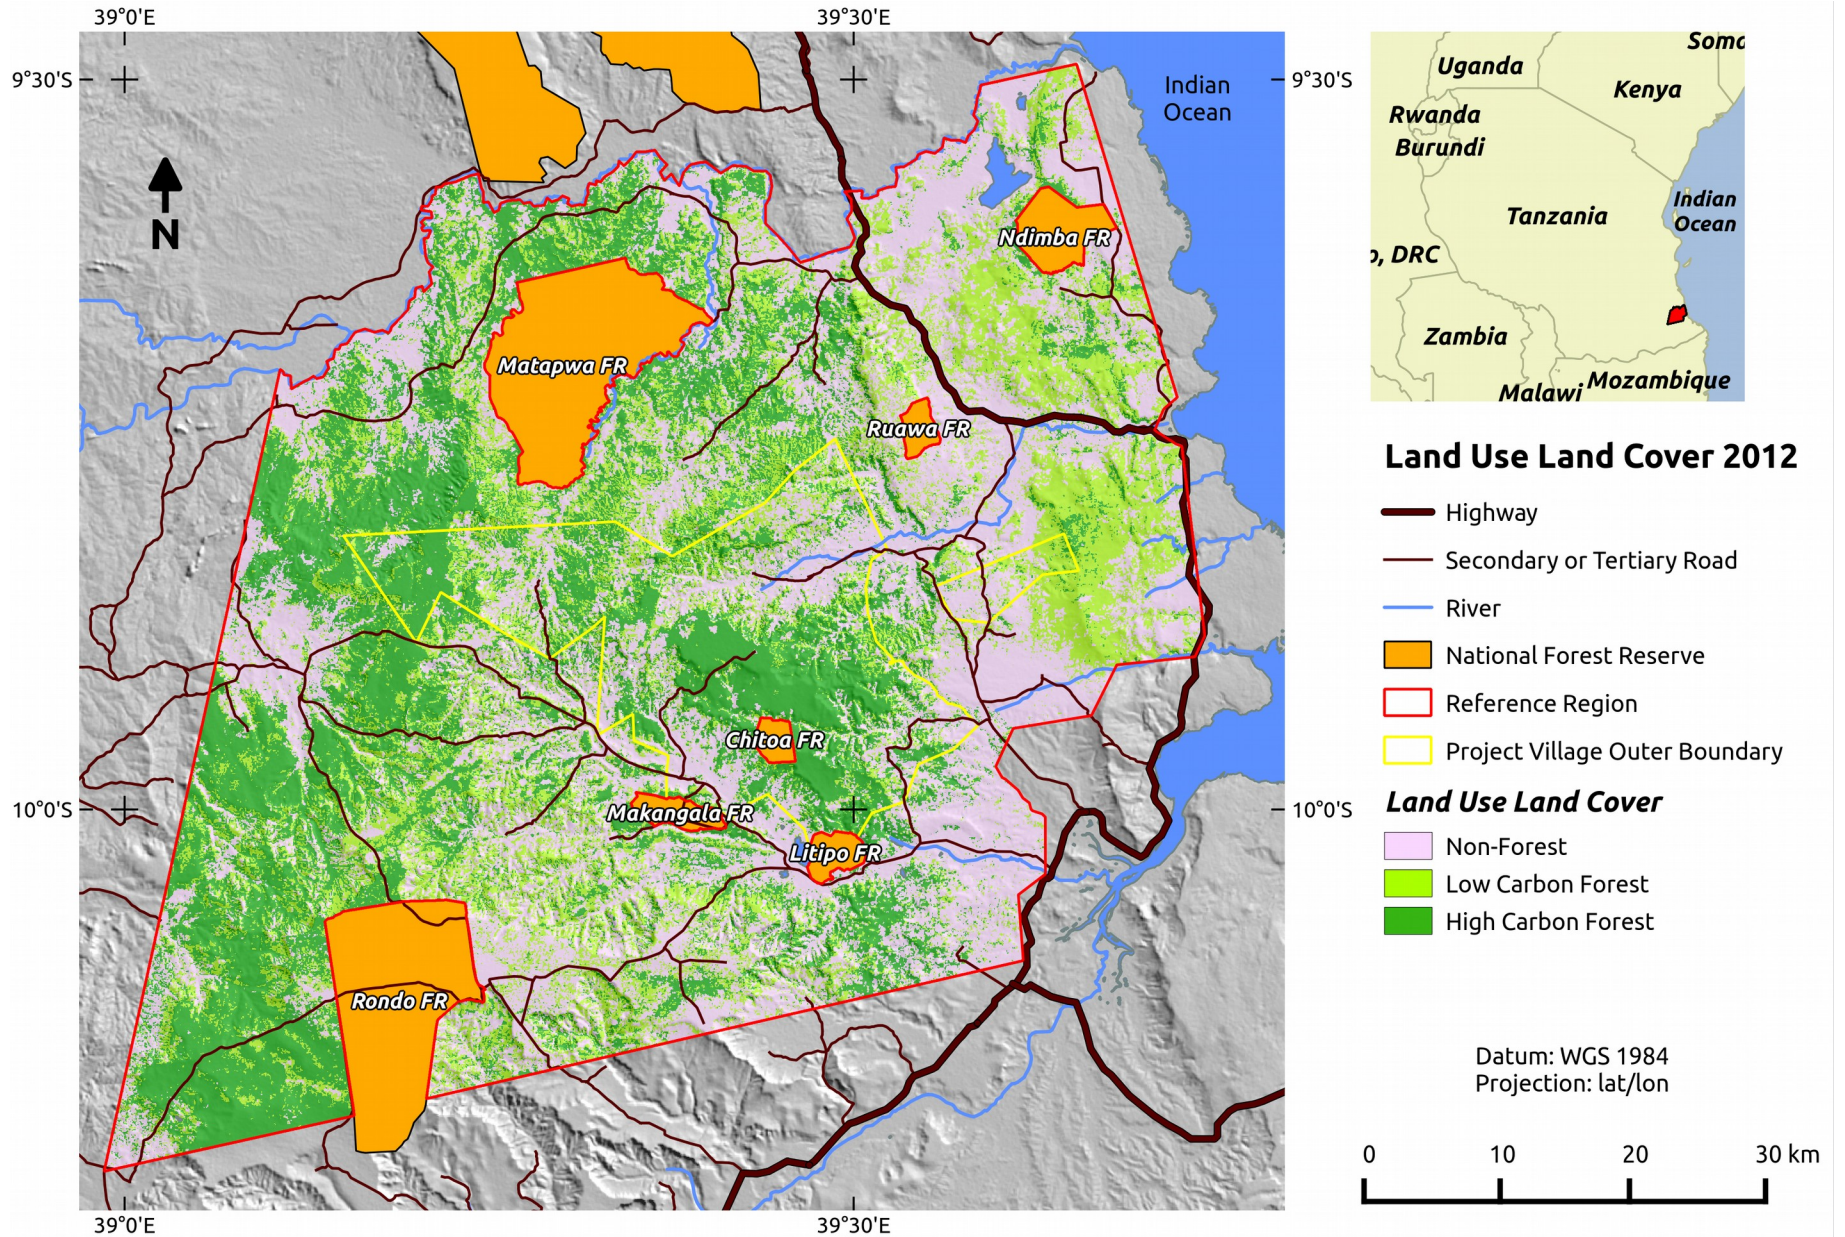 39°0'E
39°30'E
9°30'S
9°30'S
Indian
Ocean
N
Ndimba FR
Matapwa FR
Ruawa FR
Chitoa FR
Makangala FR
Litipo FR
Rondo FR
10°0'S
10°0'S
39°0'E
39°30'E
Soma
Uganda
Kenya
Rwanda
Burundi
Indian
Ocean
Tanzania
o, DRC
Zambia
Mozambique
Malawi
Land Use Land Cover 2012
Highway
Secondary or Tertiary Road
River
National Forest Reserve
Reference Region
Project Village Outer Boundary
Land Use Land Cover
Non-Forest
Low Carbon Forest
High Carbon Forest
Datum: WGS 1984
Projection: lat/lon
0 10 20 30 km